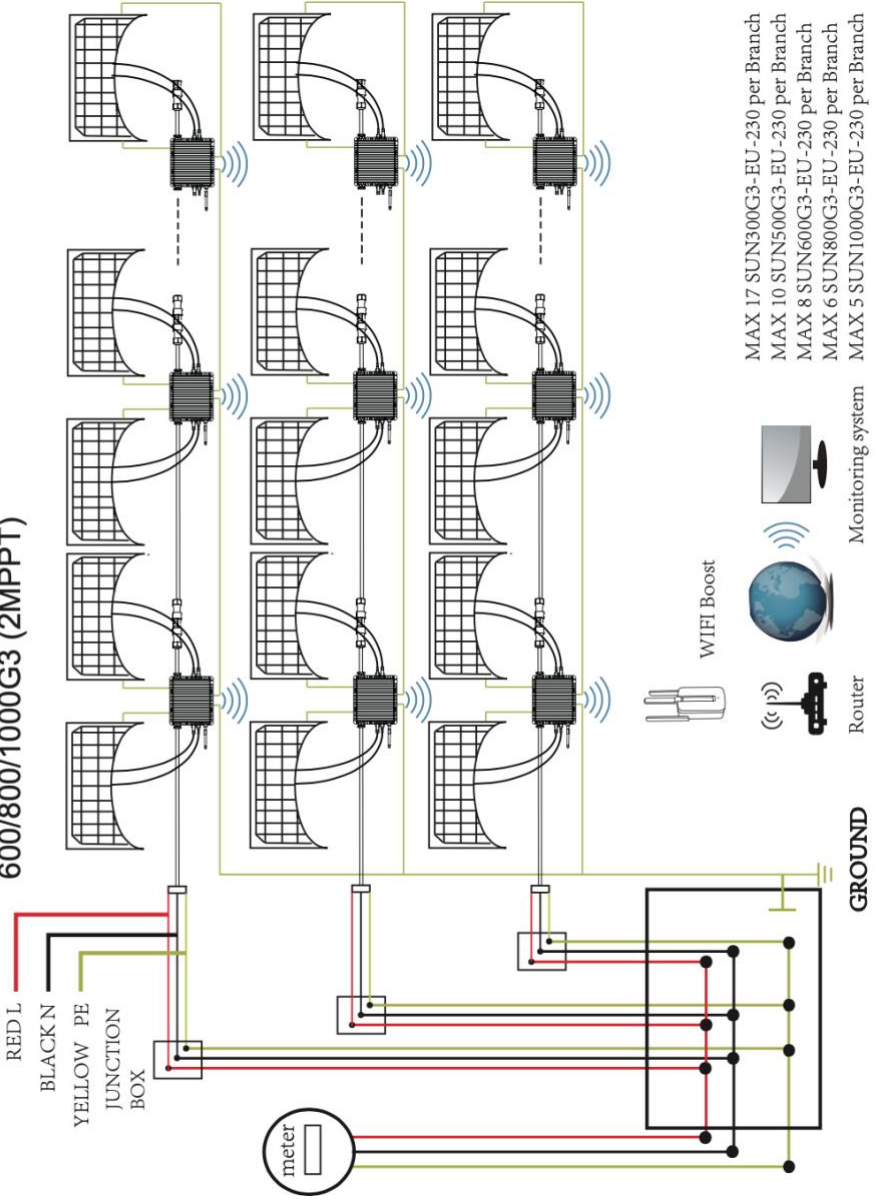 600/800/1000G3 (2MPPT)
RED L
BLACK N
YELLOW PE
JUNCTION
BOX
meter
GROUND
WIFI Boost
Router
Monitoring system
MAX 17 SUN300G3-EU-230 per Branch
MAX 10 SUN500G3-EU-230 per Branch
MAX 8 SUN600G3-EU-230 per Branch
MAX 6 SUN800G3-EU-230 per Branch
MAX 5 SUN1000G3-EU-230 per Branch